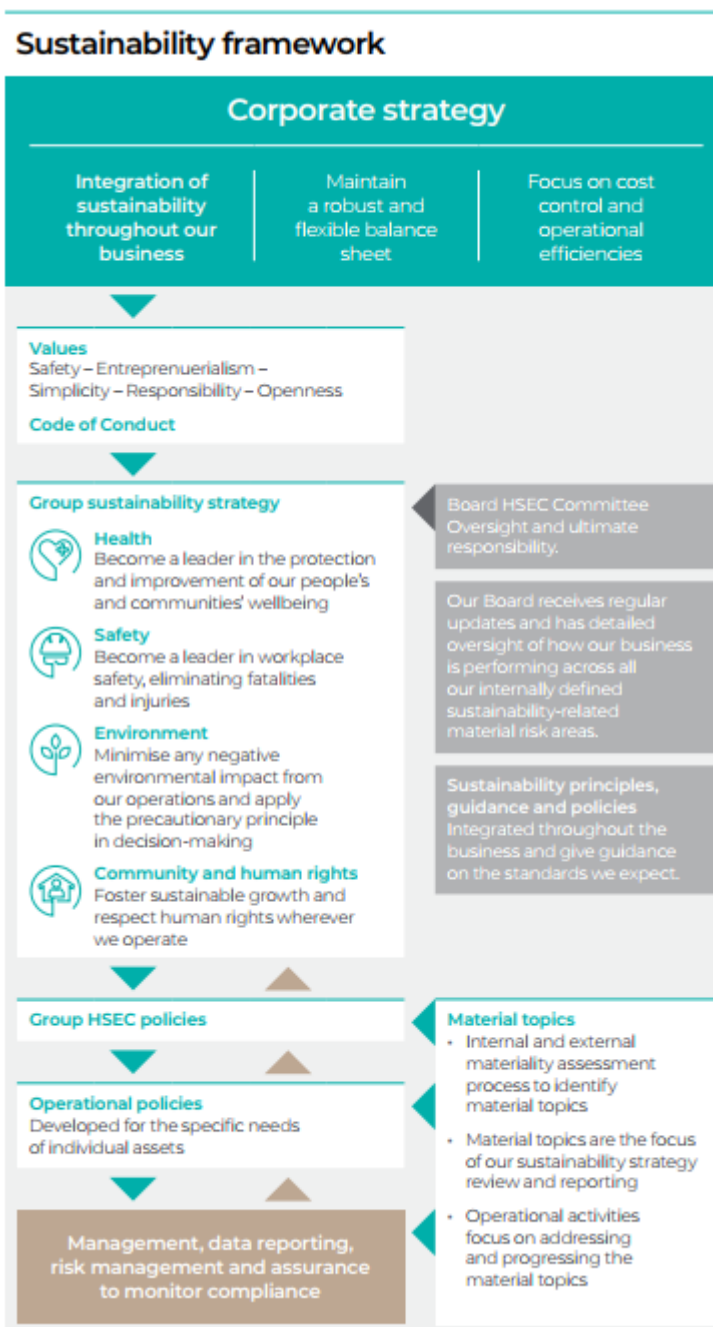 Sustainability framework
Corporate strategy
Integration of
sustainability
throughout our
business
Maintain
a robust and
flexible balance
sheet
Focus on cost
control and
operational
efficiencies
Values
Safety – Entreprenuerialism –
Simplicity – Responsibility – Openness
Code of Conduct
Group sustainability strategy
Health
Become a leader in the protection
and improvement of our people's
and communities' wellbeing
Safety
Become a leader in workplace
safety, eliminating fatalities
and injuries
Environment
Minimise any negative
environmental impact from
our operations and apply
the precautionary principle
in decision-making
Community and human rights
Foster sustainable growth and
respect human rights wherever
we operate
Board HSEC Committee
Oversight and ultimate
responsibility.
Our Board receives regular
updates and has detailed
oversight of how our business
is performing across all
our internally defined
sustainability-related
material risk areas.
Sustainability principles,
guidance and policies
Integrated throughout the
business and give guidance
on the standards we expect.
Group HSEC policies
Operational policies
Developed for the specific needs
of individual assets
Management, data reporting,
risk management and assurance
to monitor compliance
Material topics
• Internal and external
materiality assessment
process to identify
material topics
• Material topics are the focus
of our sustainability strategy
review and reporting
• Operational activities
focus on addressing
and progressing the
material topics